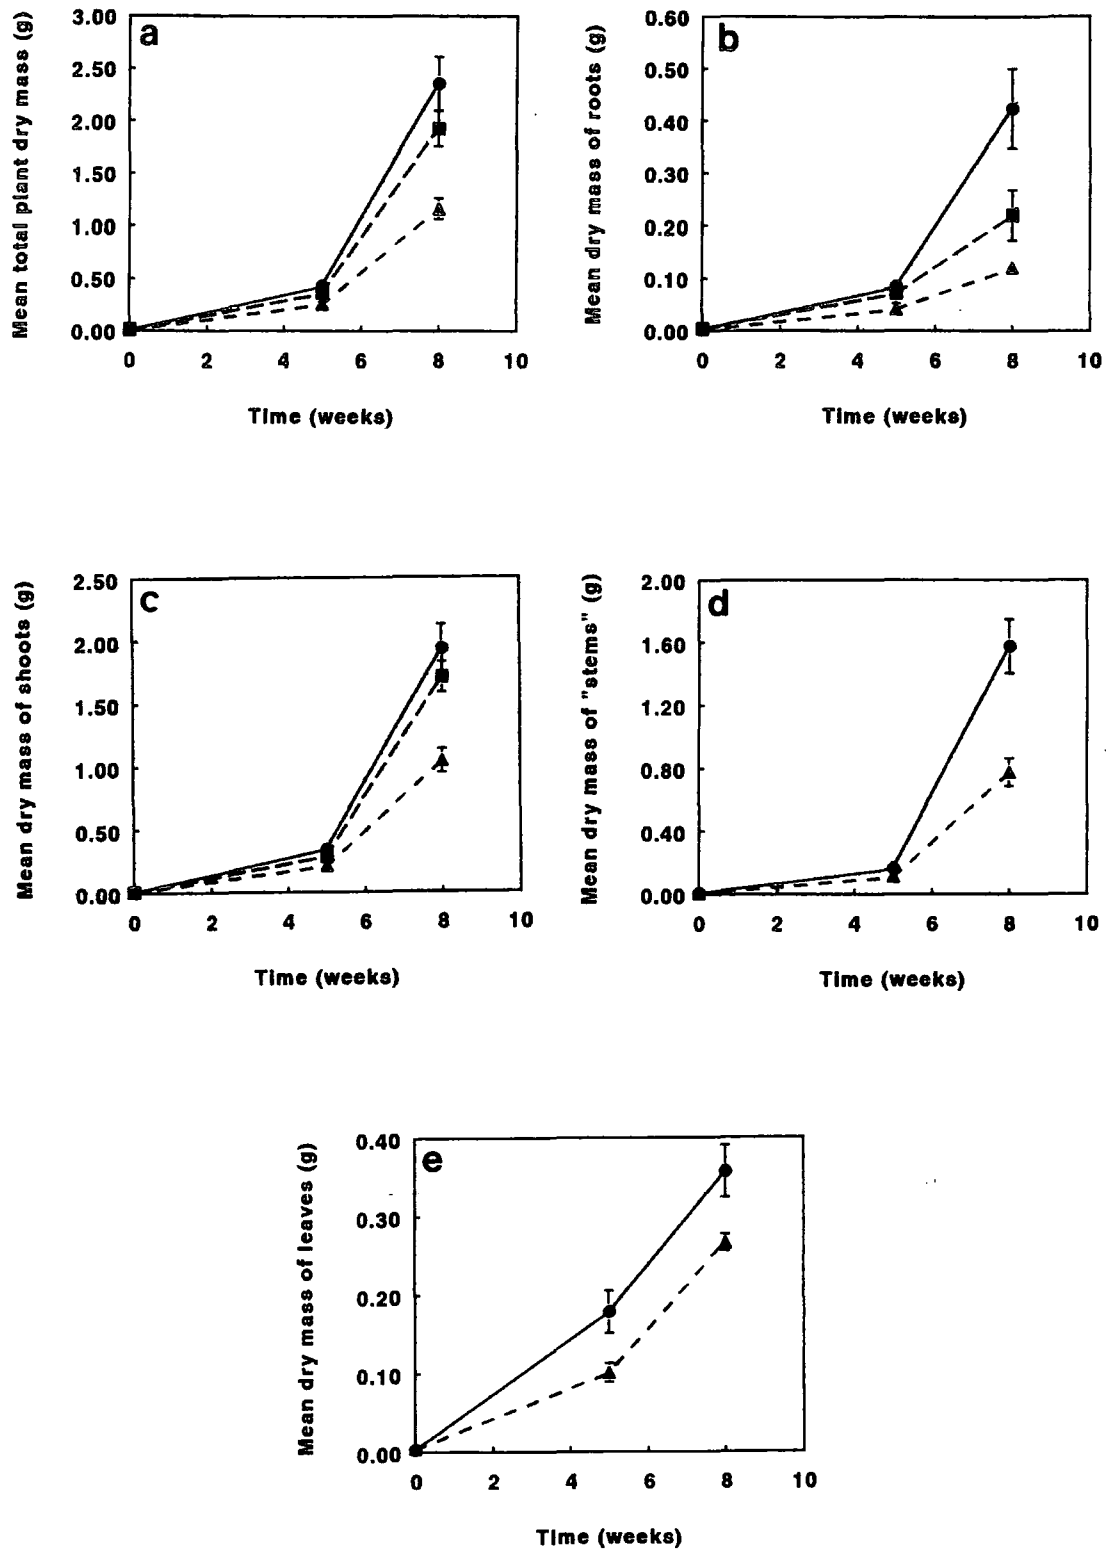 a
Mean total plant dry mass (g)
3.00
2.50
2.00
1.50
1.00
0.50
0.00
0 2 4 6 8 10
Time (weeks)
b
Mean dry mass of roots (g)
0.60
0.50
0.40
0.30
0.20
0.10
0.00
0 2 4 6 8 10
Time (weeks)
c
Mean dry mass of shoots (g)
2.50
2.00
1.50
1.00
0.50
0.00
0 2 4 6 8 10
Time (weeks)
d
Mean dry mass of "stems" (g)
2.00
1.60
1.20
0.80
0.40
0.00
0 2 4 6 8 10
Time (weeks)
e
Mean dry mass of leaves (g)
0.40
0.30
0.20
0.10
0.00
0 2 4 6 8 10
Time (weeks)